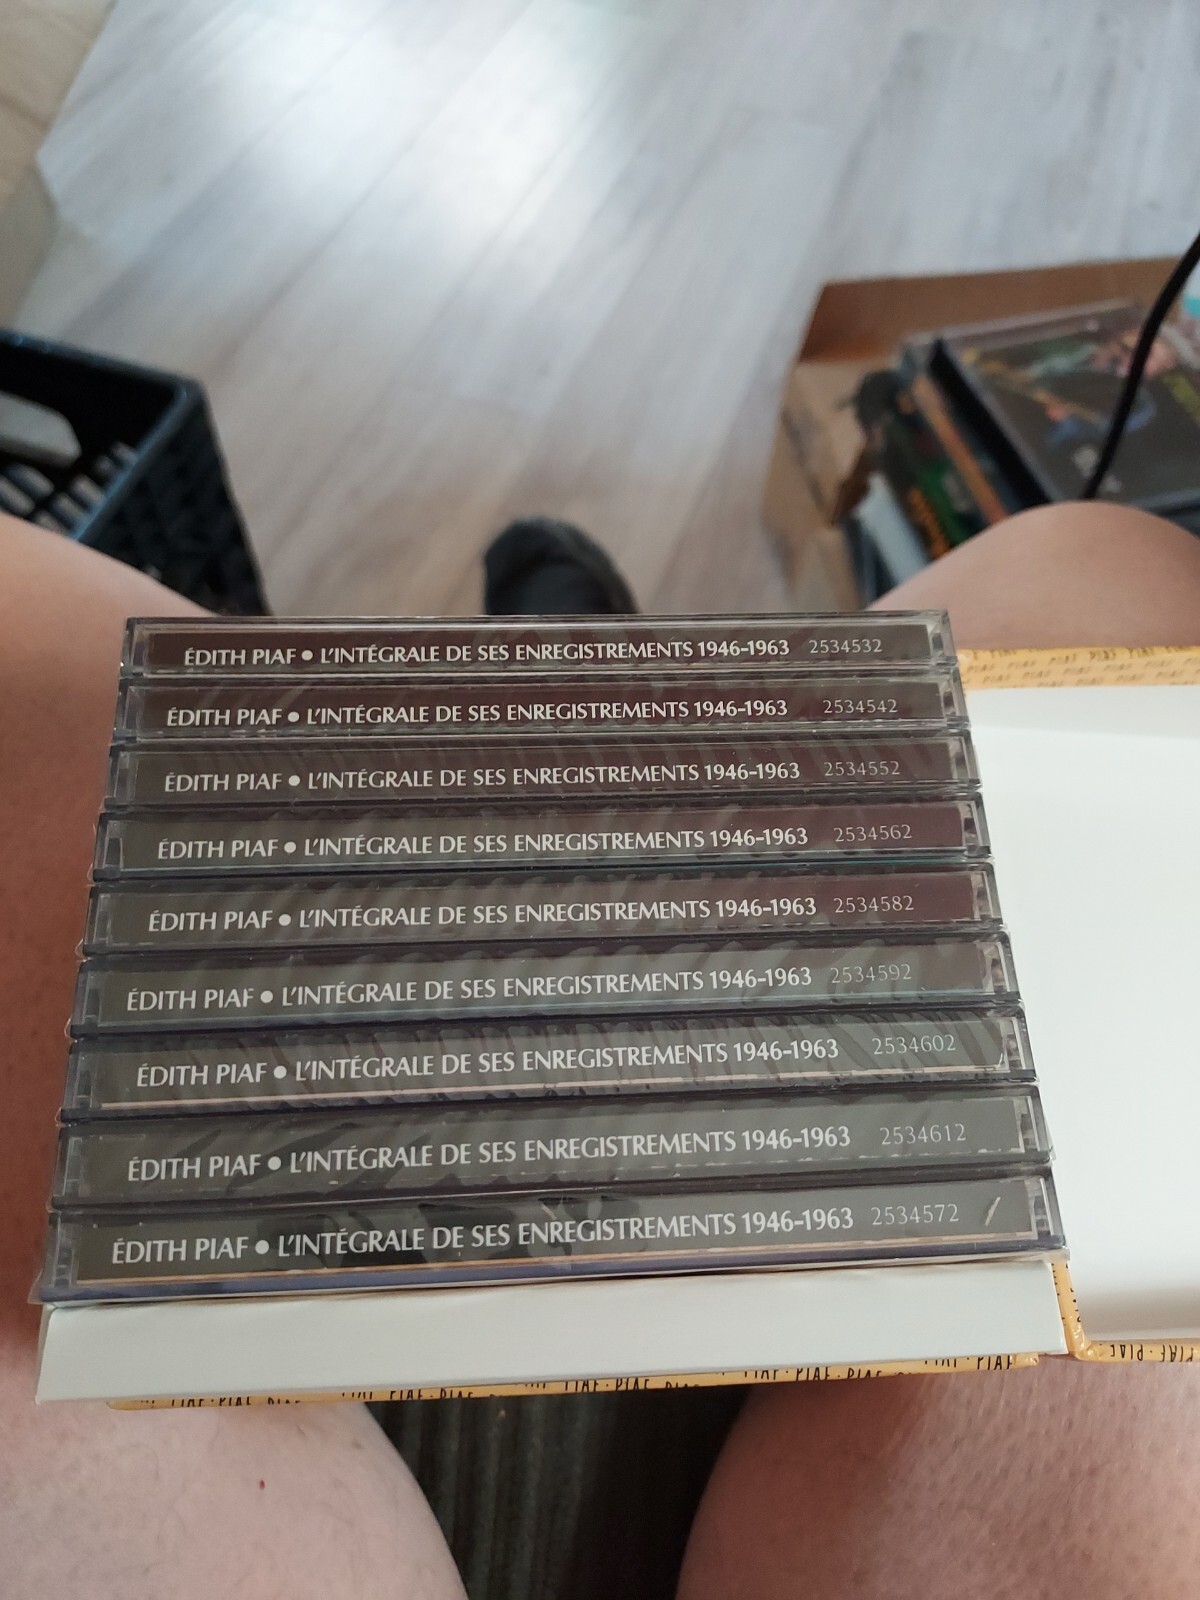 ÉDITH PIAF ● L'INTÉGRALE DE SES ENREGISTREMENTS 1946-1963 2534532
ÉDITH PIAF ● L'INTÉGRALE DE SES ENREGISTREMENTS 1946-1963 2534542
ÉDITH PIAF ● L'INTÉGRALE DE SES ENREGISTREMENTS 1946-1963 2534552
ÉDITH PIAF ● L'INTÉGRALE DE SES ENREGISTREMENTS 1946-1963 2534562
ÉDITH PIAF ● L'INTÉGRALE DE SES ENREGISTREMENTS 1946-1963 2534582
ÉDITH PIAF ● L'INTÉGRALE DE SES ENREGISTREMENTS 1946-1963 2534592
ÉDITH PIAF ● L'INTÉGRALE DE SES ENREGISTREMENTS 1946-1963 2534602
ÉDITH PIAF ● L'INTÉGRALE DE SES ENREGISTREMENTS 1946-1963 2534612
ÉDITH PIAF ● L'INTÉGRALE DE SES ENREGISTREMENTS 1946-1963 2534572
PIAF · PIAF